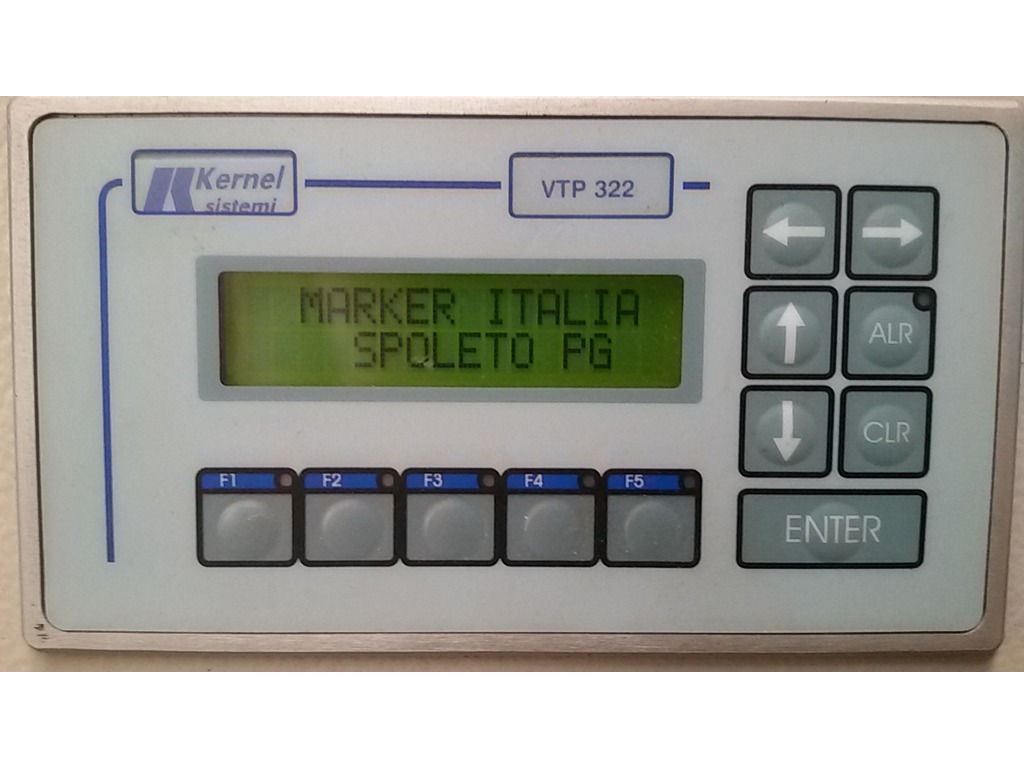 Kernel
sistemi
VTP 322
MARKER ITALIA
SPOLETO PG
ALR
CLR
F1 F2 F3 F4 F5
ENTER